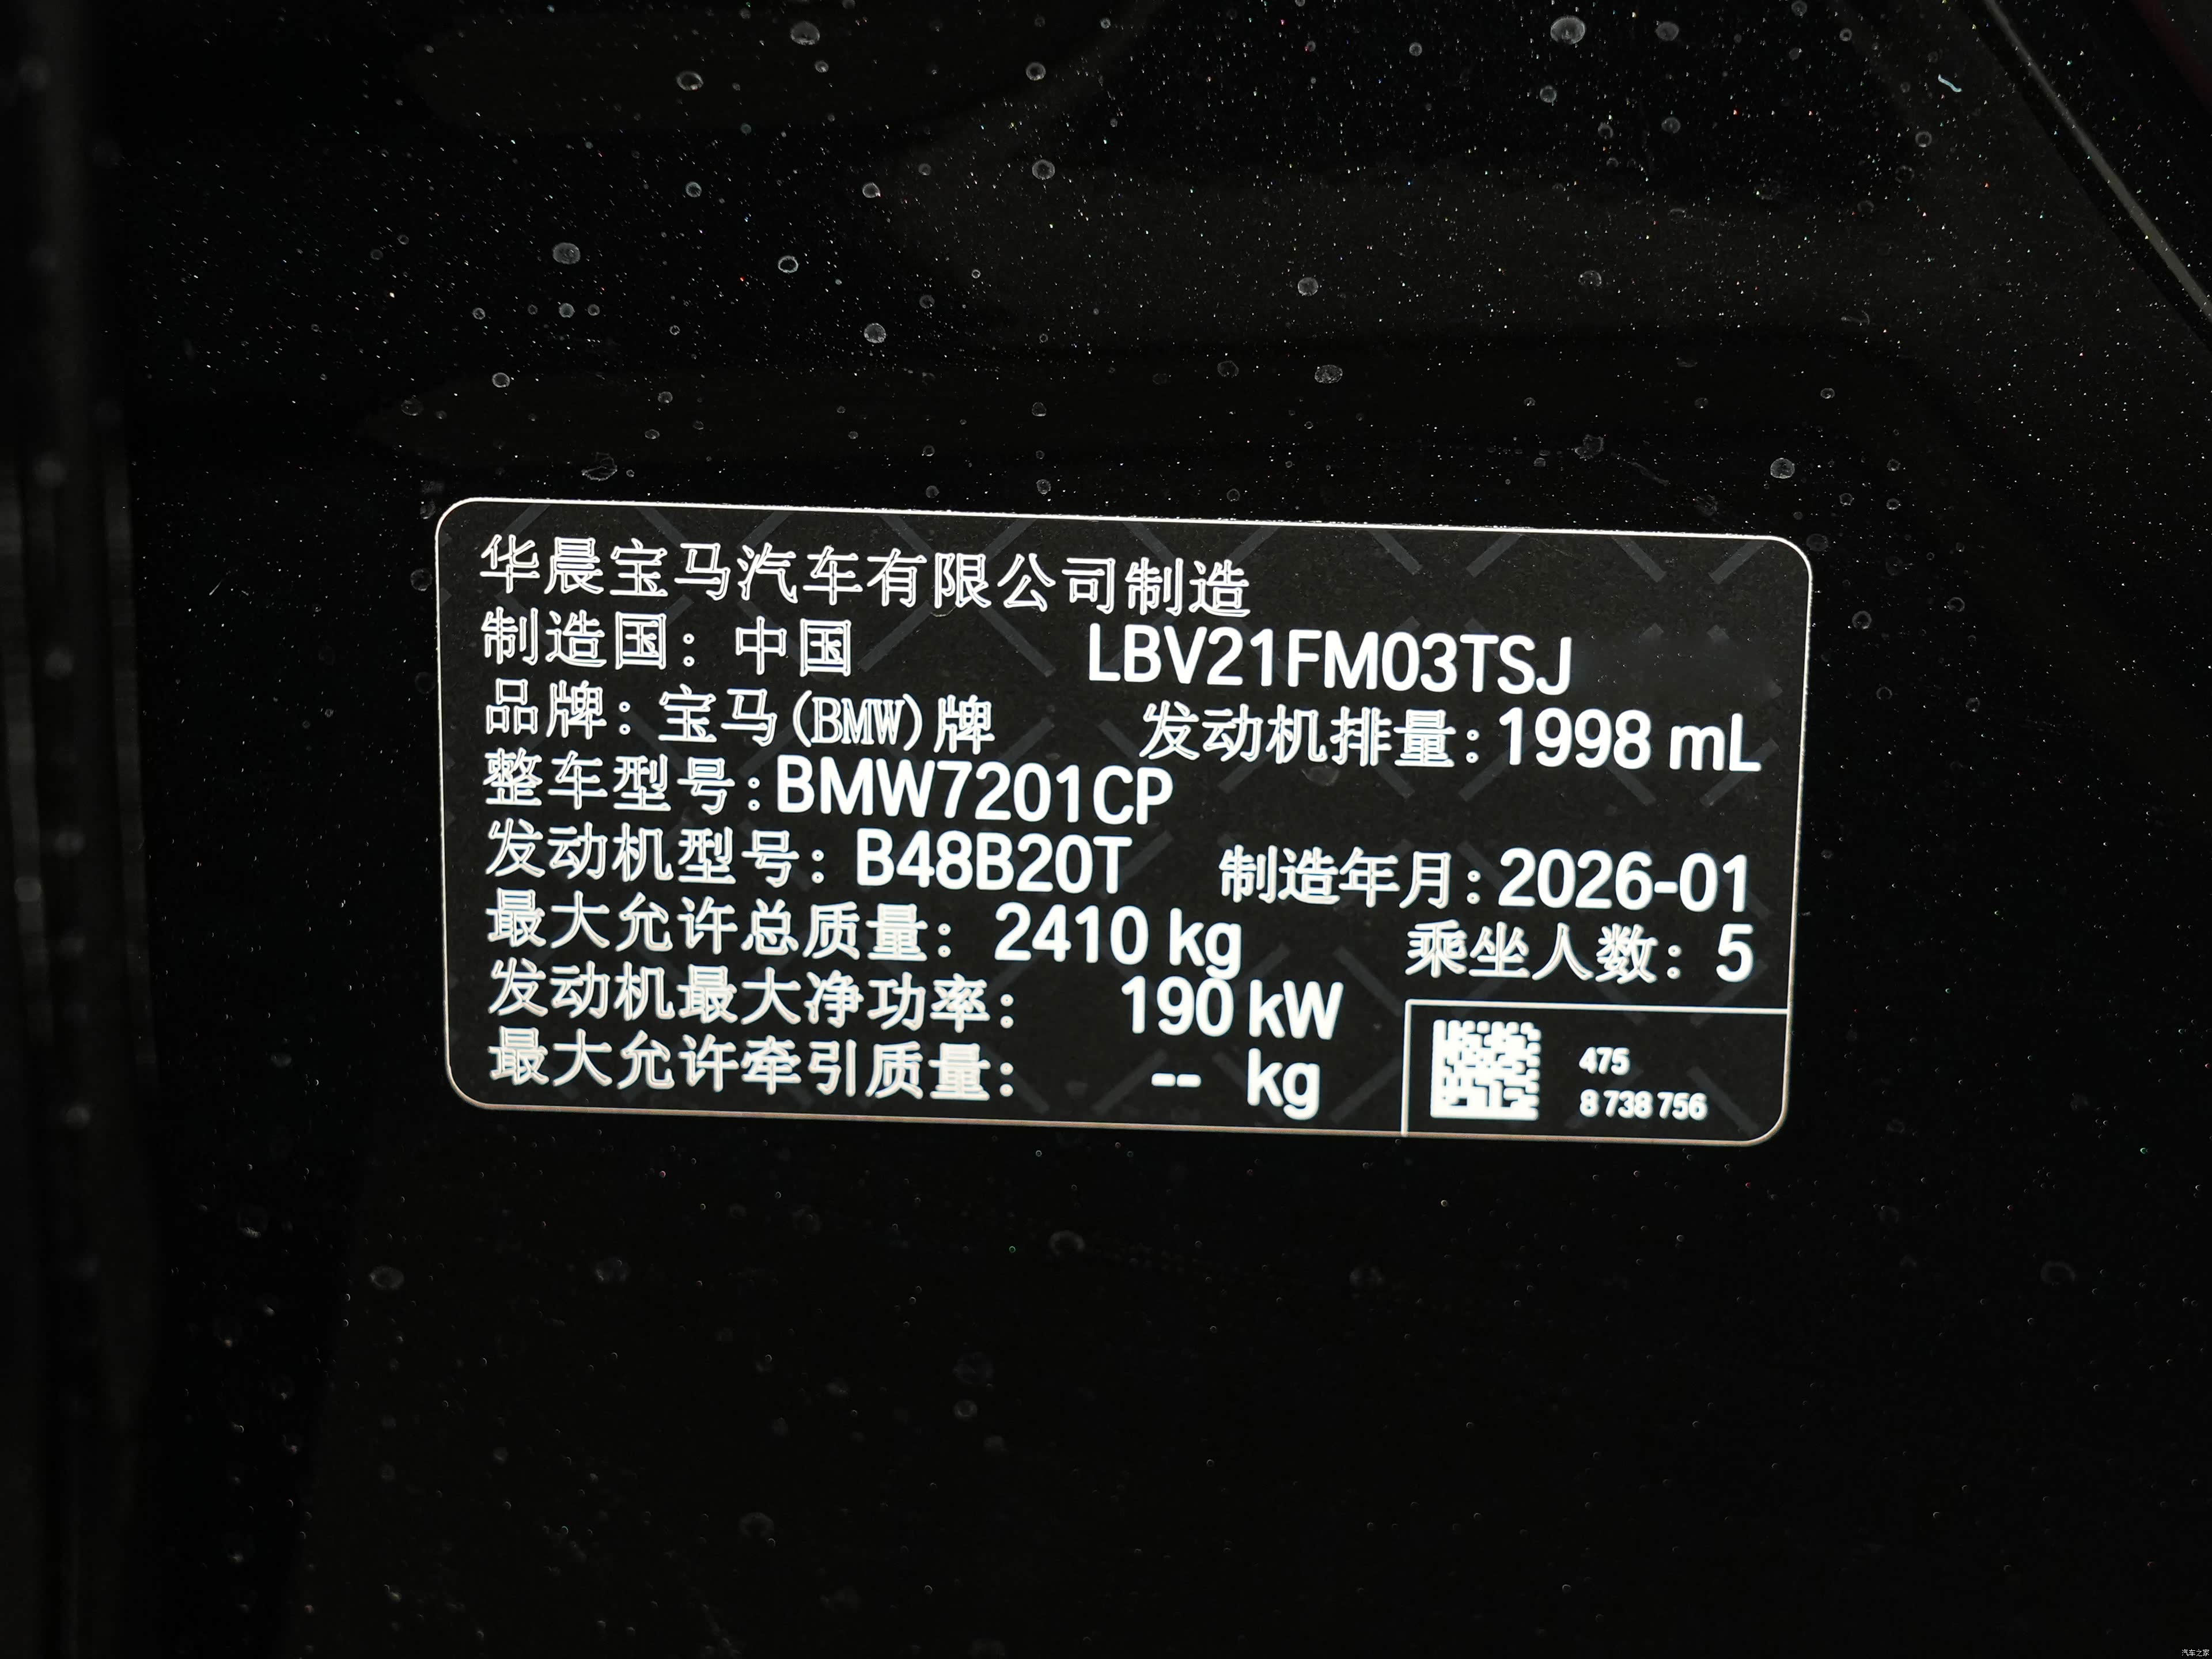 华晨宝马汽车有限公司制造
制造国：中国 LBV21FM03TSJ
品牌：宝马(BMW)牌 发动机排量：1998 mL
整车型号：BMW7201CP
发动机型号：B48B20T 制造年月：2026-01
最大允许总质量：2410 kg 乘坐人数：5
发动机最大净功率：190 kW
最大允许牵引质量：-- kg
475
8 738 756
汽车之家